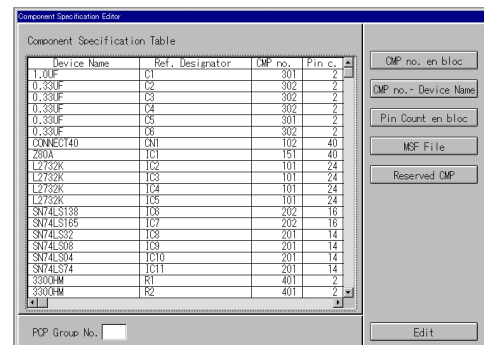 Component Specification Editor
Component Specification Table
Device Name Ref. Designator CMP no. Pin c.
1.0UF C1 301 2
0.33UF C2 302 2
0.33UF C3 302 2
0.33UF C4 302 2
0.33UF C5 301 2
0.33UF C6 302 2
CONNECT40 CN1 102 40
Z80A IC1 151 40
L2732K IC2 101 24
L2732K IC3 101 24
L2732K IC4 101 24
L2732K IC5 101 24
SN74LS138 IC6 202 16
SN74LS165 IC7 202 16
SN74LS32 IC8 201 14
SN74LS08 IC9 201 14
SN74LS04 IC10 201 14
SN74LS74 IC11 201 14
330OHM R1 401 2
330OHM R2 401 2
PCP Group No.
CMP no. en bloc
CMP no.- Device Name
Pin Count en bloc
MSF File
Reserved CMP
Edit